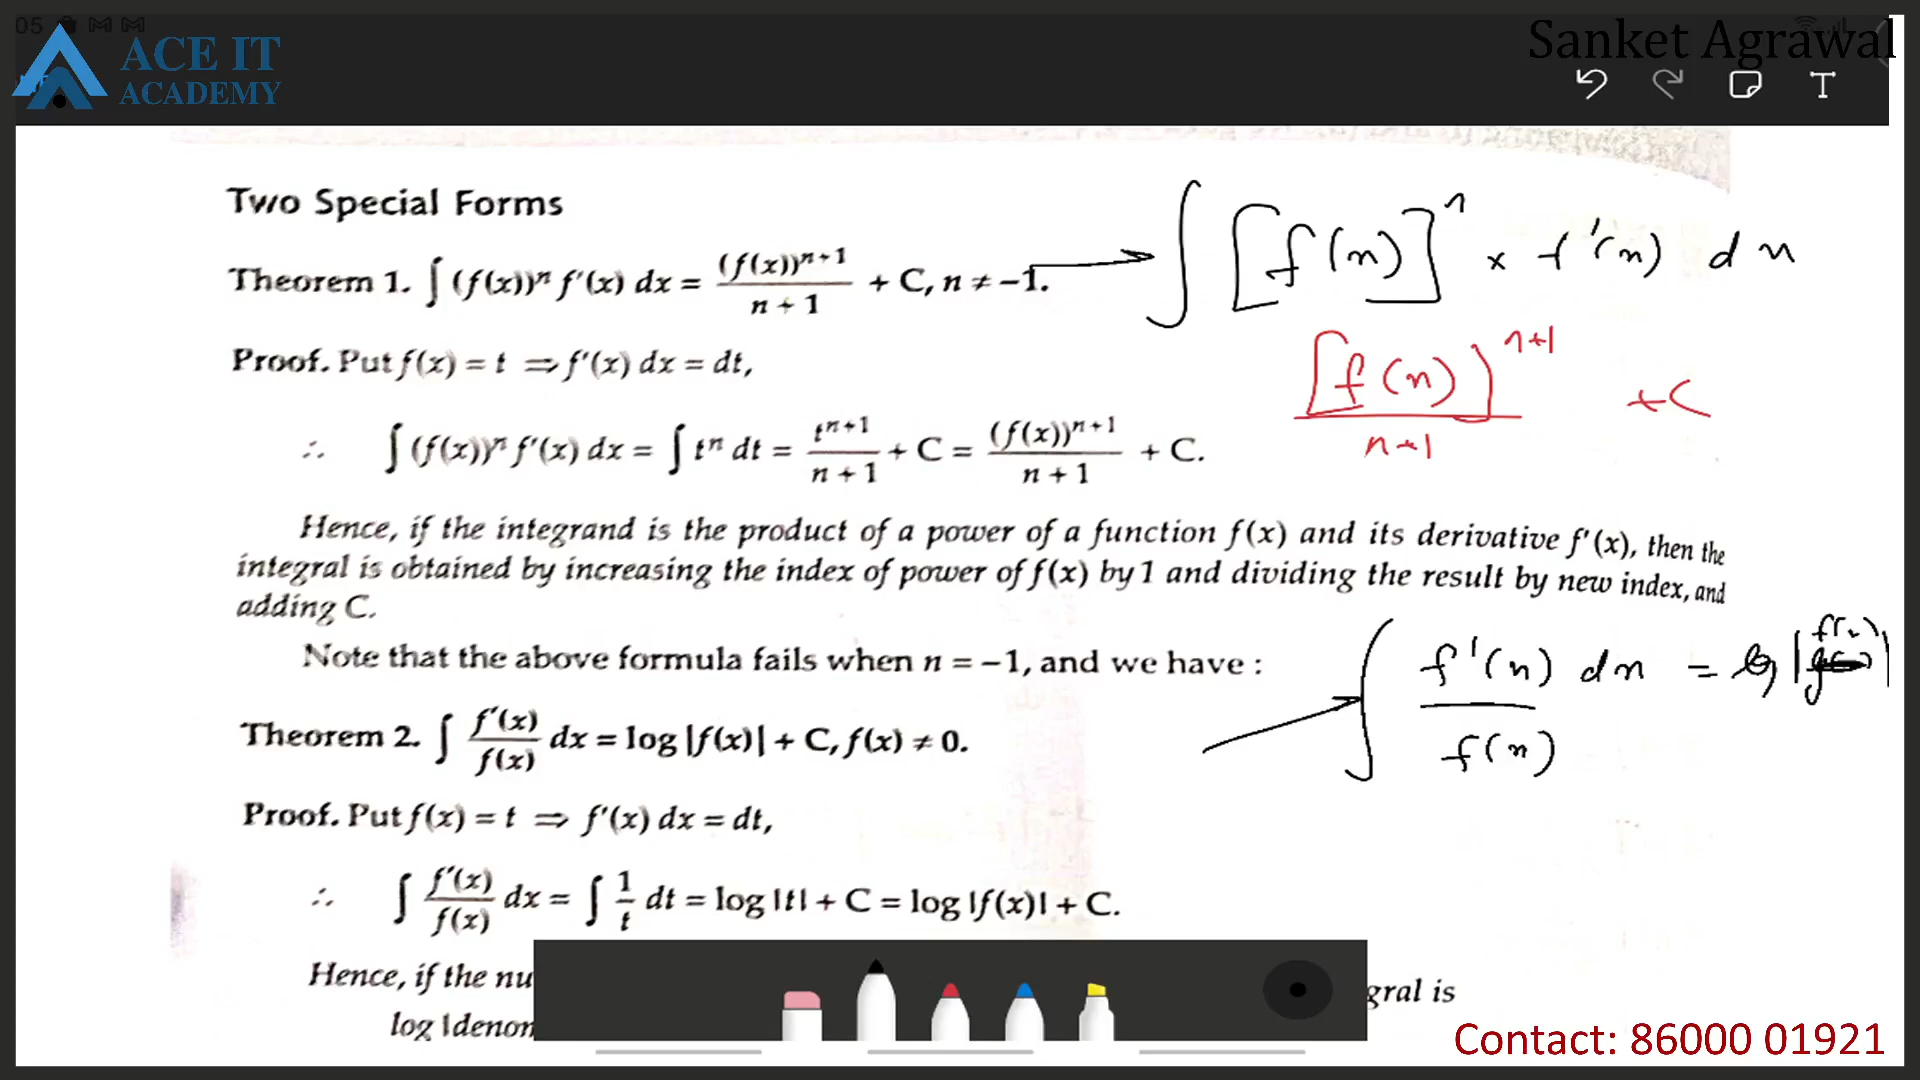 05
ACE IT
ACADEMY
Sanket Agrawal
T
Two Special Forms
Theorem 1. ∫ (f(x))ⁿ f′(x) dx = (f(x))ⁿ⁺¹ / n + 1 + C, n ≠ −1.
∫ [f(x)]ⁿ × f′(x) dx
Proof. Put f(x) = t ⇒ f′(x) dx = dt,
[f(x)]ⁿ⁺¹ / n+1 + C
∴ ∫ (f(x))ⁿ f′(x) dx = ∫ tⁿ dt = tⁿ⁺¹ / n + 1 + C = (f(x))ⁿ⁺¹ / n + 1 + C.
Hence, if the integrand is the product of a power of a function f(x) and its derivative f′(x), then the
integral is obtained by increasing the index of power of f(x) by 1 and dividing the result by new index, and
adding C.
Note that the above formula fails when n = −1, and we have :
∫ f′(x) / f(x) dx = log |f(x)|
Theorem 2. ∫ f′(x) / f(x) dx = log |f(x)| + C, f(x) ≠ 0.
Proof. Put f(x) = t ⇒ f′(x) dx = dt,
∴ ∫ f′(x) / f(x) dx = ∫ 1 / t dt = log |t| + C = log |f(x)| + C.
Hence, if the nu gral is
log |denon
Contact: 86000 01921